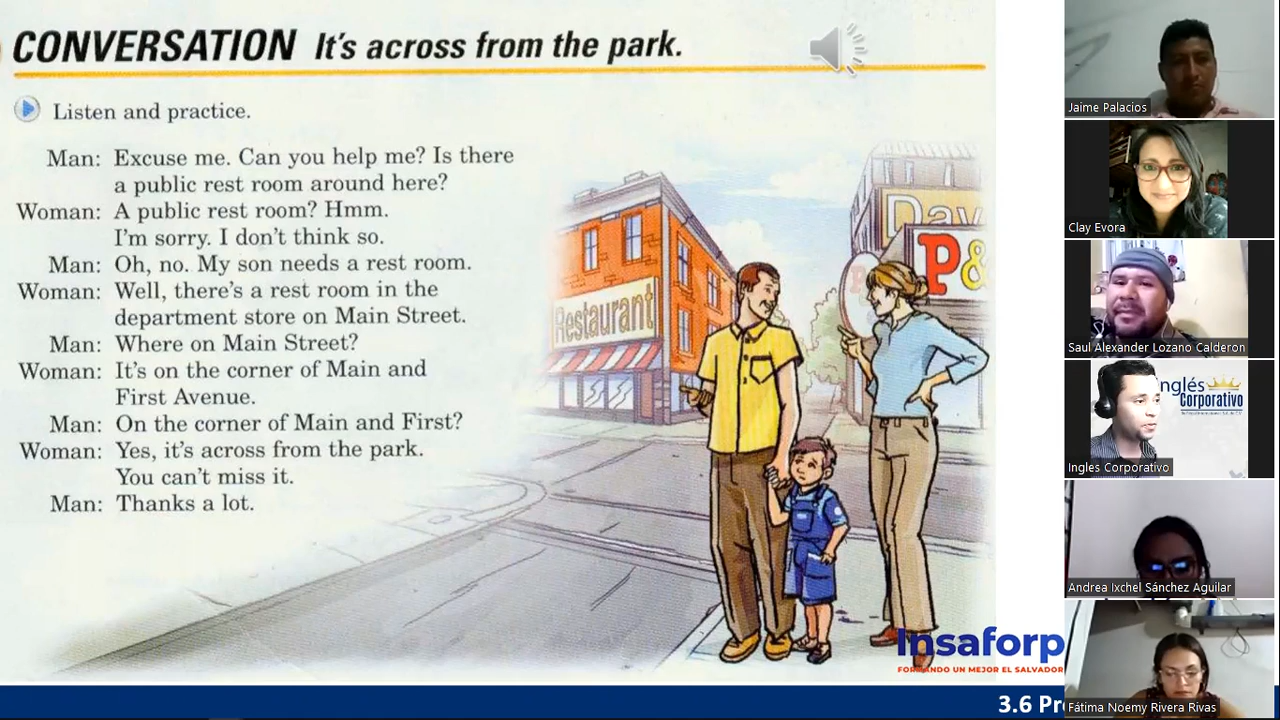 CONVERSATION It's across from the park.
Listen and practice.
Man: Excuse me. Can you help me? Is there
a public rest room around here?
Woman: A public rest room? Hmm.
I'm sorry. I don't think so.
Man: Oh, no. My son needs a rest room.
Woman: Well, there's a rest room in the
department store on Main Street.
Man: Where on Main Street?
Woman: It's on the corner of Main and
First Avenue.
Man: On the corner of Main and First?
Woman: Yes, it's across from the park.
You can't miss it.
Man: Thanks a lot.
Restaurant
Dav
P&
P
Insaforp
FORMANDO UN MEJOR EL SALVADOR
3.6 Pr
Jaime Palacios
Clay Evora
Saul Alexander Lozano Calderon
Inglés
Corporativo
Ingles Corporativo
Andrea Ixchel Sánchez Aguilar
Fátima Noemy Rivera Rivas